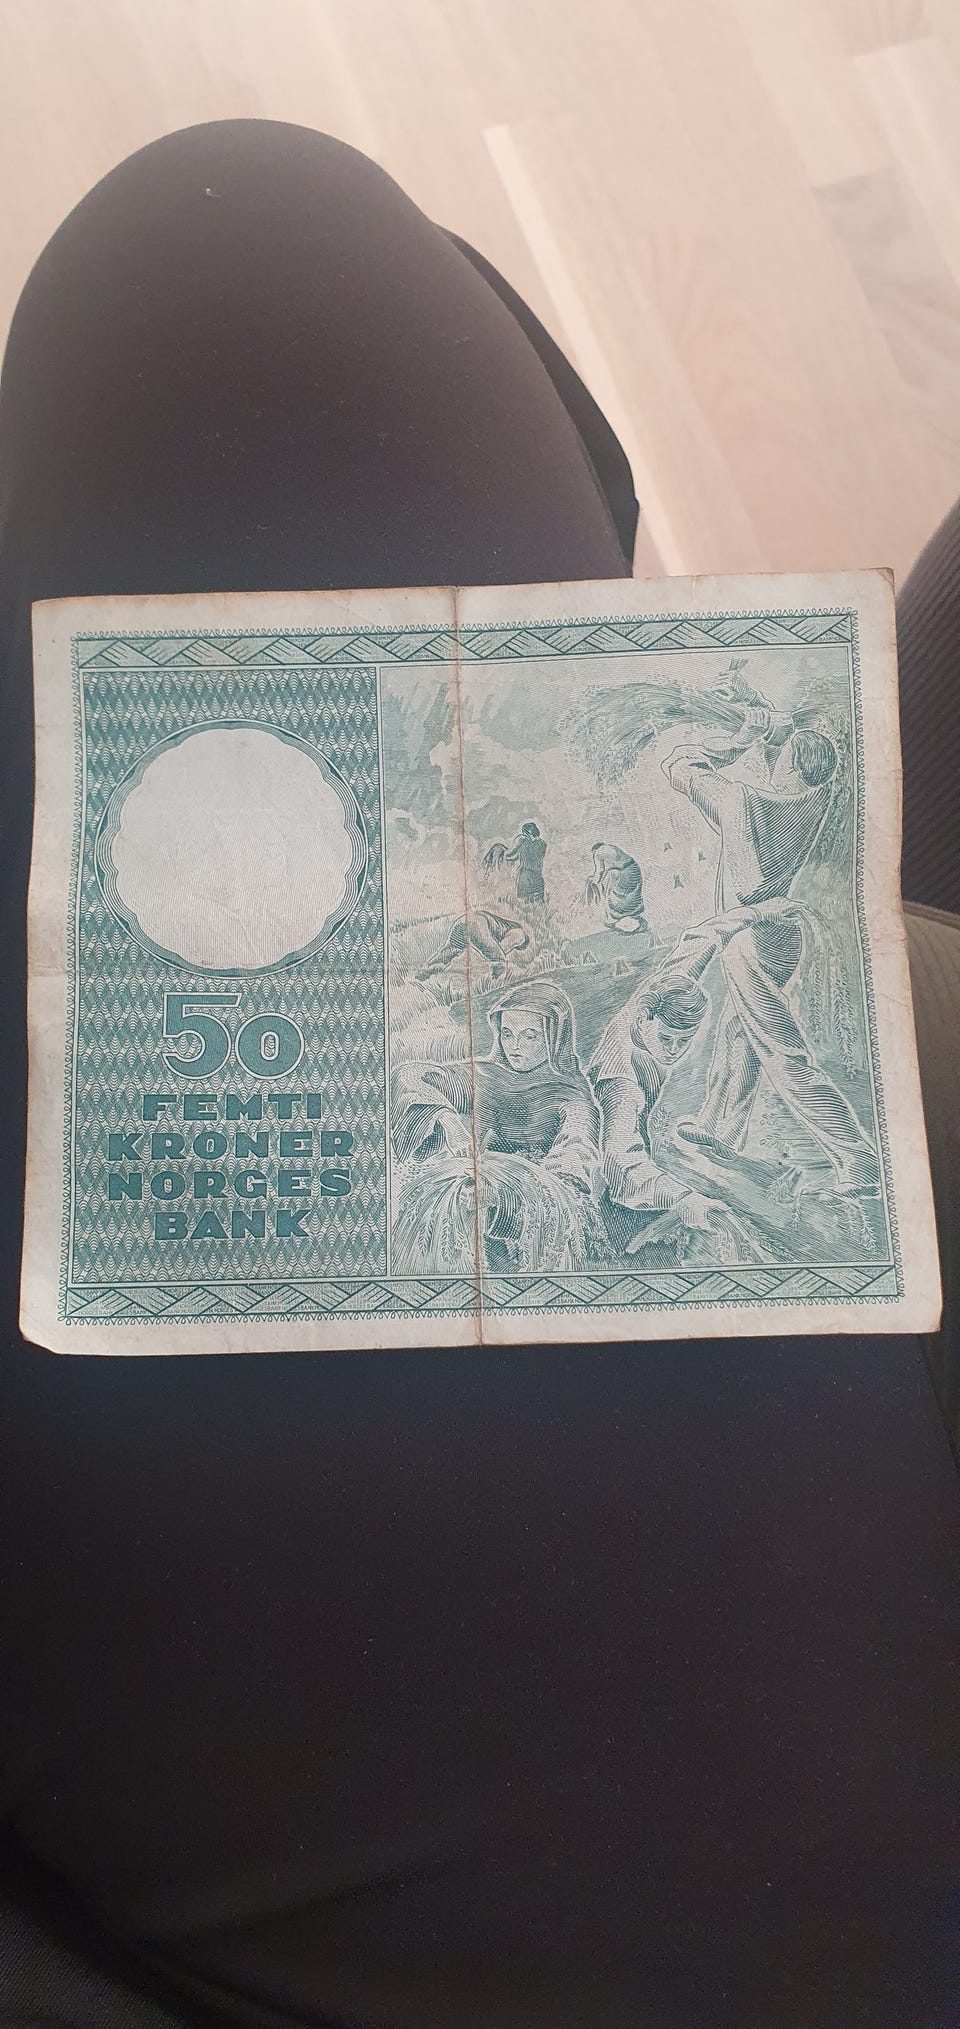 50
FEMTI
KRONER
NORGES
BANK